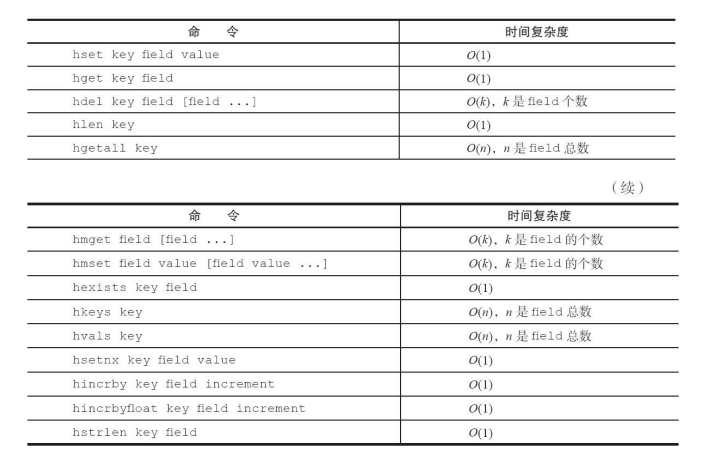 命 令 时间复杂度
hset key field value O(1)
hget key field O(1)
hdel key field [field ...] O(k)，k 是 field 个数
hlen key O(1)
hgetall key O(n)，n 是 field 总数
（续）
命 令 时间复杂度
hmget field [field ...] O(k)，k 是 field 的个数
hmset field value [field value ...] O(k)，k 是 field 的个数
hexists key field O(1)
hkeys key O(n)，n 是 field 总数
hvals key O(n)，n 是 field 总数
hsetnx key field value O(1)
hincrby key field increment O(1)
hincrbyfloat key field increment O(1)
hstrlen key field O(1)